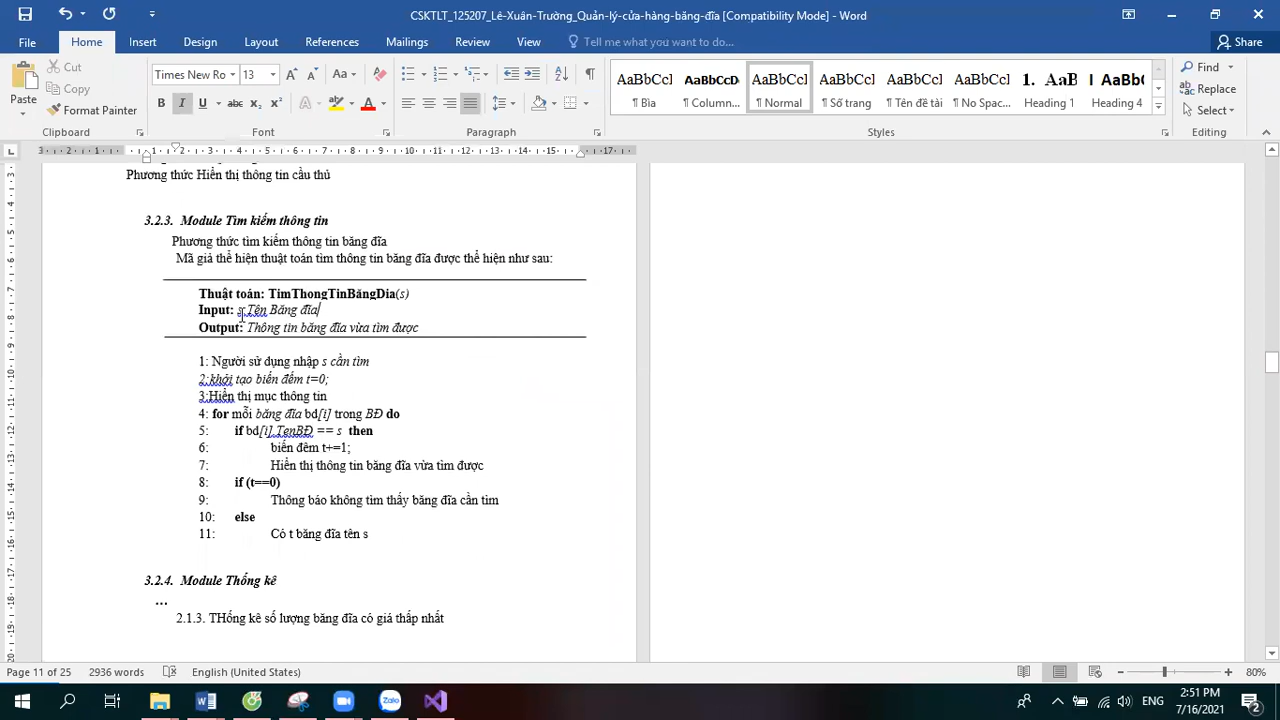 CSKTLT_125207_Lê-Xuân-Trường_Quản-lý-cửa-hàng-băng-đĩa [Compatibility Mode] - Word
File Home Insert Design Layout References Mailings Review View Tell me what you want to do... Share
Paste Cut Copy Format Painter
Clipboard
Times New Ro 13
Font
Paragraph
AaBbCcI AaBbCcD AaBbCcI AaBbCcI AaBbCcI AaBbCcI 1. AaB AaBbC
¶ Bìa ¶ Column... ¶ Normal ¶ Số trang ¶ Tên đề tài ¶ No Spac... Heading 1 Heading 4
Styles
Find
Replace
Select
Editing
Phương thức Hiển thị thông tin cầu thủ
3.2.3. Module Tìm kiếm thông tin
Phương thức tìm kiếm thông tin băng đĩa
Mã giả thể hiện thuật toán tìm thông tin băng đĩa được thể hiện như sau:
Thuật toán: TimThongTinBăngDia(s)
Input: s:Tên Băng đĩa
Output: Thông tin băng đĩa vừa tìm được
1: Người sử dụng nhập s cần tìm
2:khởi tạo biến đếm t=0;
3:Hiển thị mục thông tin
4: for mỗi băng đĩa bd[i] trong BĐ do
5: if bd[i].TenBĐ == s then
6: biến đêm t+=1;
7: Hiển thị thông tin băng đĩa vừa tìm được
8: if (t==0)
9: Thông báo không tìm thấy băng đĩa cần tìm
10: else
11: Có t băng đĩa tên s
3.2.4. Module Thống kê
...
2.1.3. THống kê số lượng băng đĩa có giá thấp nhất
Page 11 of 25 2936 words English (United States) 80%
ENG
2:51 PM
7/16/2021
2